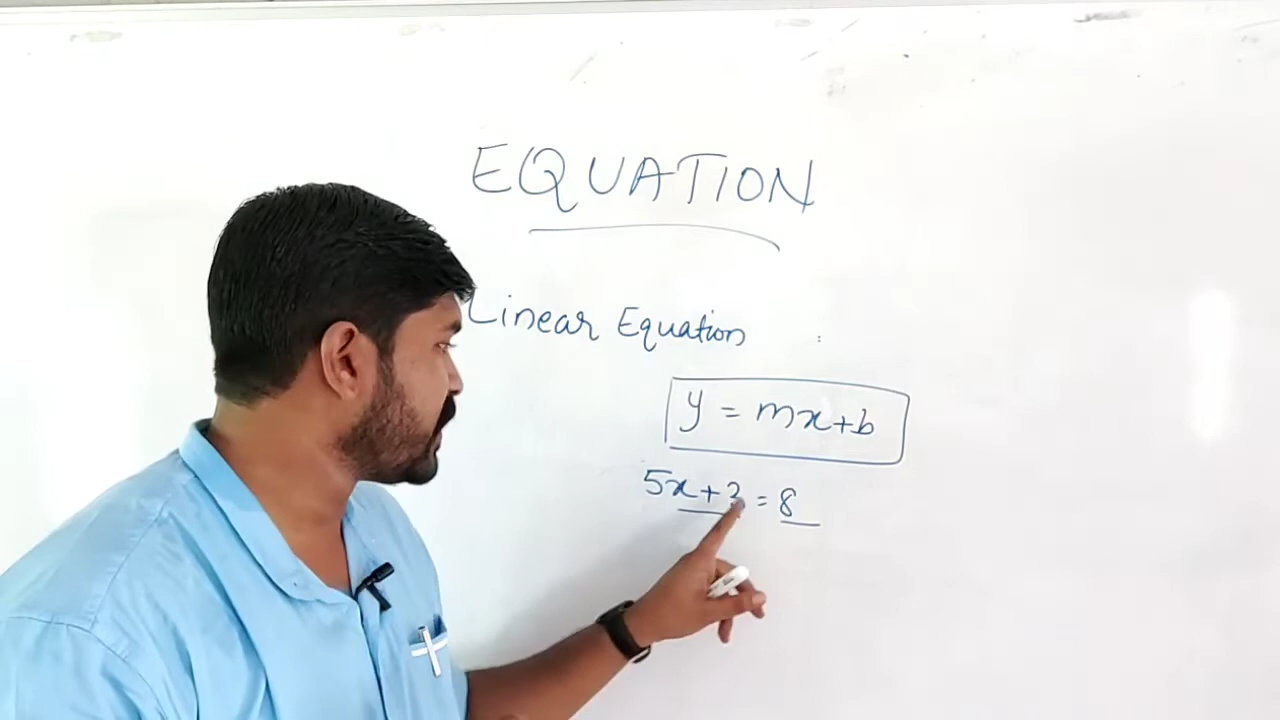 EQUATION
Linear Equation :
y = mx+b
5x+3 = 8